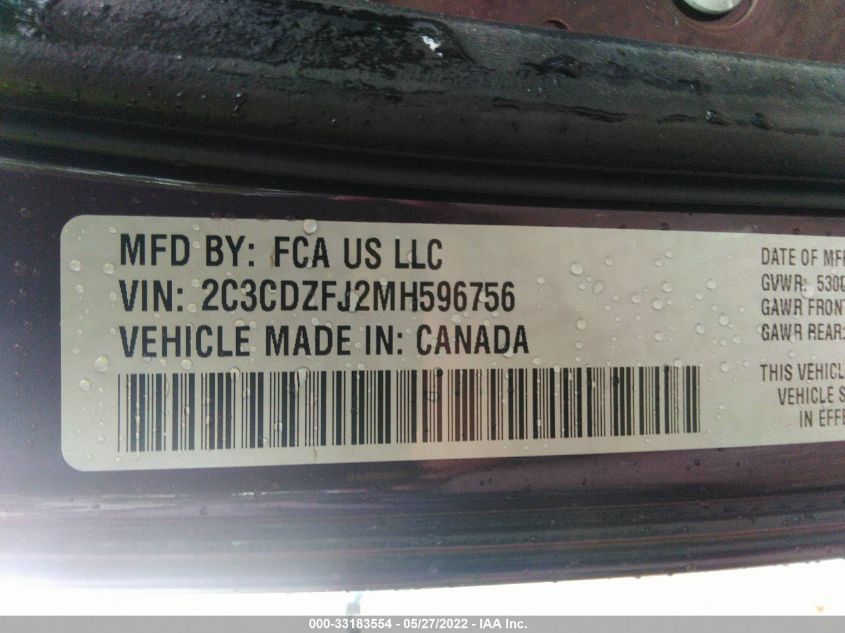 MFD BY: FCA US LLC
VIN: 2C3CDZFJ2MH596756
VEHICLE MADE IN: CANADA
DATE OF MFR
GVWR: 530
GAWR FRONT
GAWR REAR:
THIS VEHICL
VEHICLE S
IN EFFE
000-33183554 - 05/27/2022 - IAA Inc.